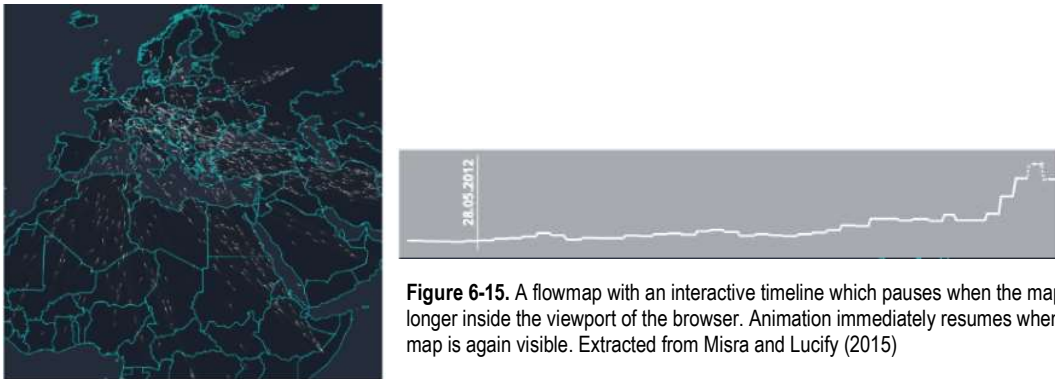 28.05.2012
Figure 6-15. A flowmap with an interactive timeline which pauses when the map
longer inside the viewport of the browser. Animation immediately resumes when
map is again visible. Extracted from Misra and Lucify (2015)